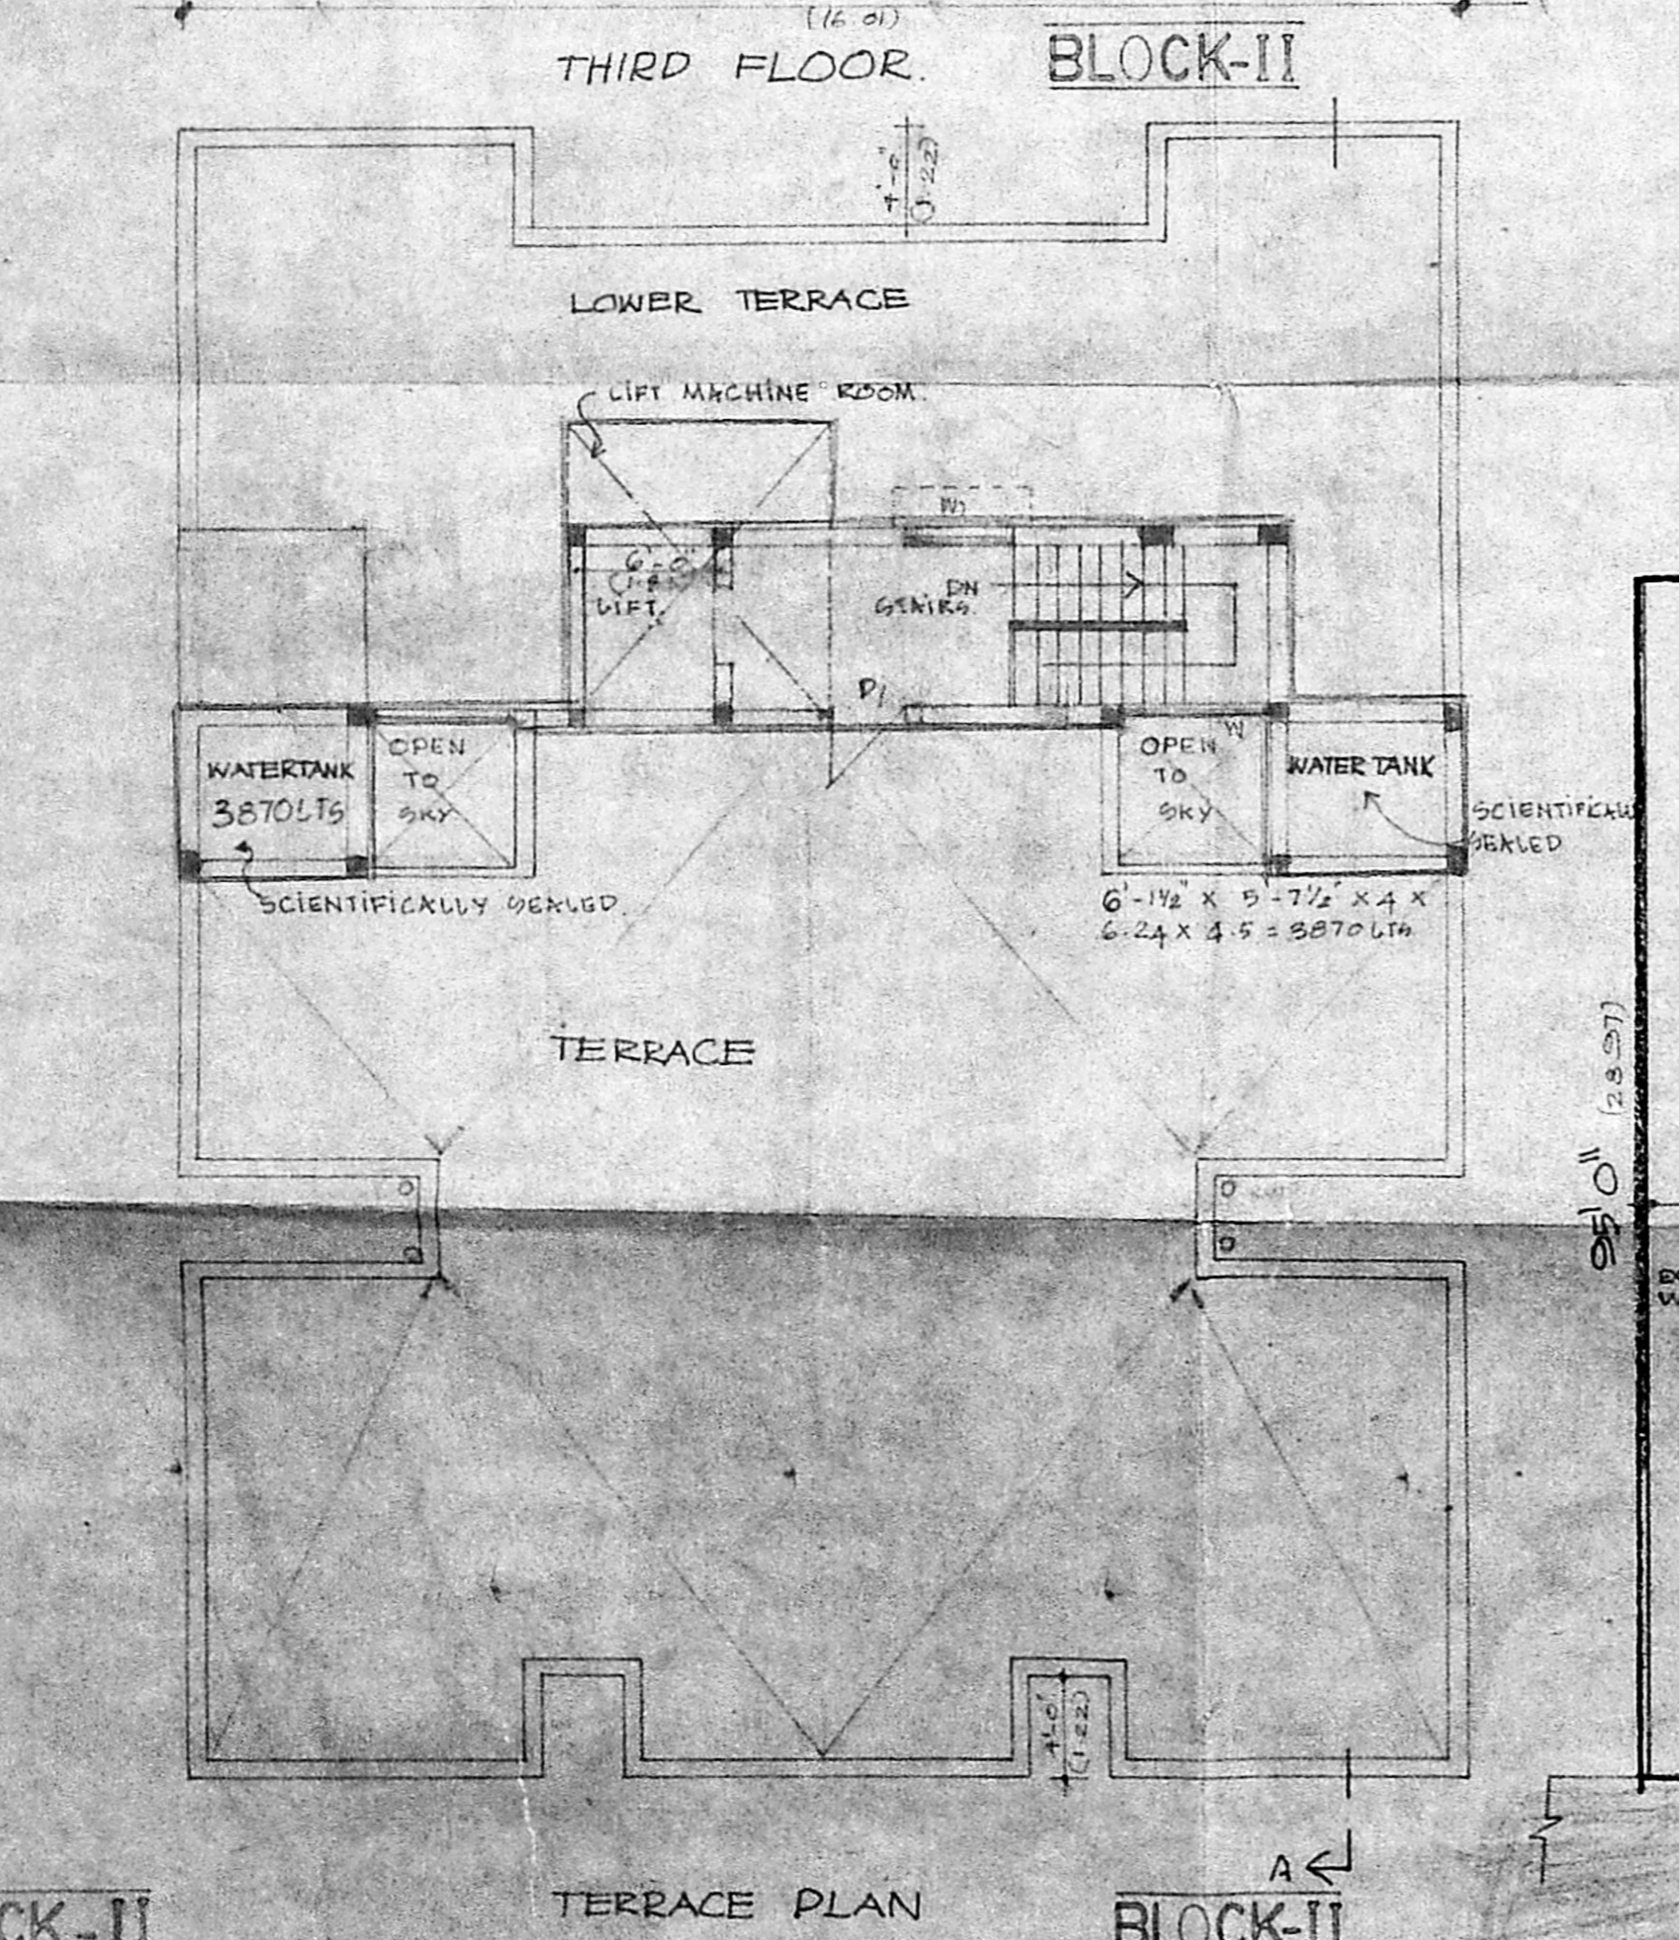 (16 01)
THIRD FLOOR.
BLOCK-II
4'-0"
(1.22)
LOWER TERRACE
LIFT MACHINE ROOM.
W1
6'-0"
LIFT.
DN
STAIRS.
D1
OPEN
TO
SKY
WATERTANK
3870LTS
SCIENTIFICALLY SEALED.
OPEN
TO
SKY
W
WATER TANK
SCIENTIFICALL
SEALED
6'-1½" x 5'-7½" x 4 x
6.24 x 4.5 = 3870 LTS
TERRACE
95'0" (28.97)
4'-0"
(1.22)
A
TERRACE PLAN
CK-II
BLOCK-II